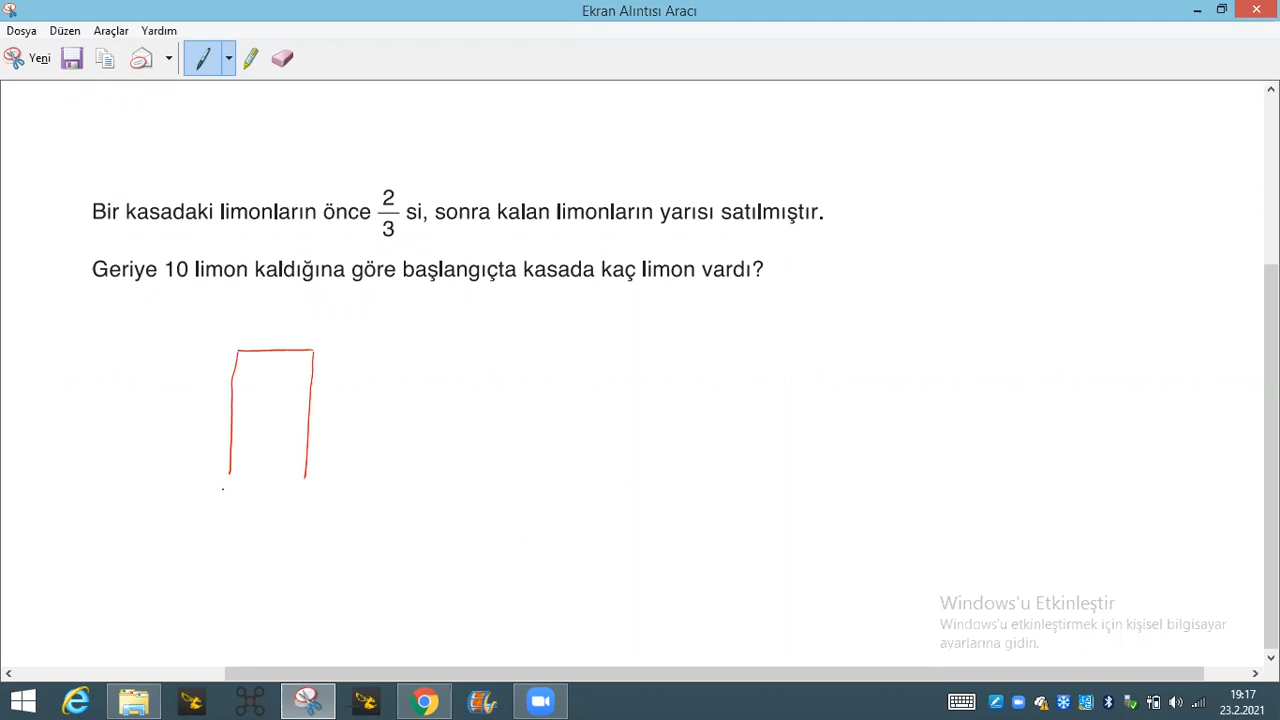 Ekran Alıntısı Aracı
Dosya Düzen Araçlar Yardım
Yeni
Bir kasadaki limonların önce 2/3 si, sonra kalan limonların yarısı satılmıştır.
Geriye 10 limon kaldığına göre başlangıçta kasada kaç limon vardı?
Windows'u Etkinleştir
Windows'u etkinleştirmek için kişisel bilgisayar
ayarlarına gidin.
19:17
23.2.2021